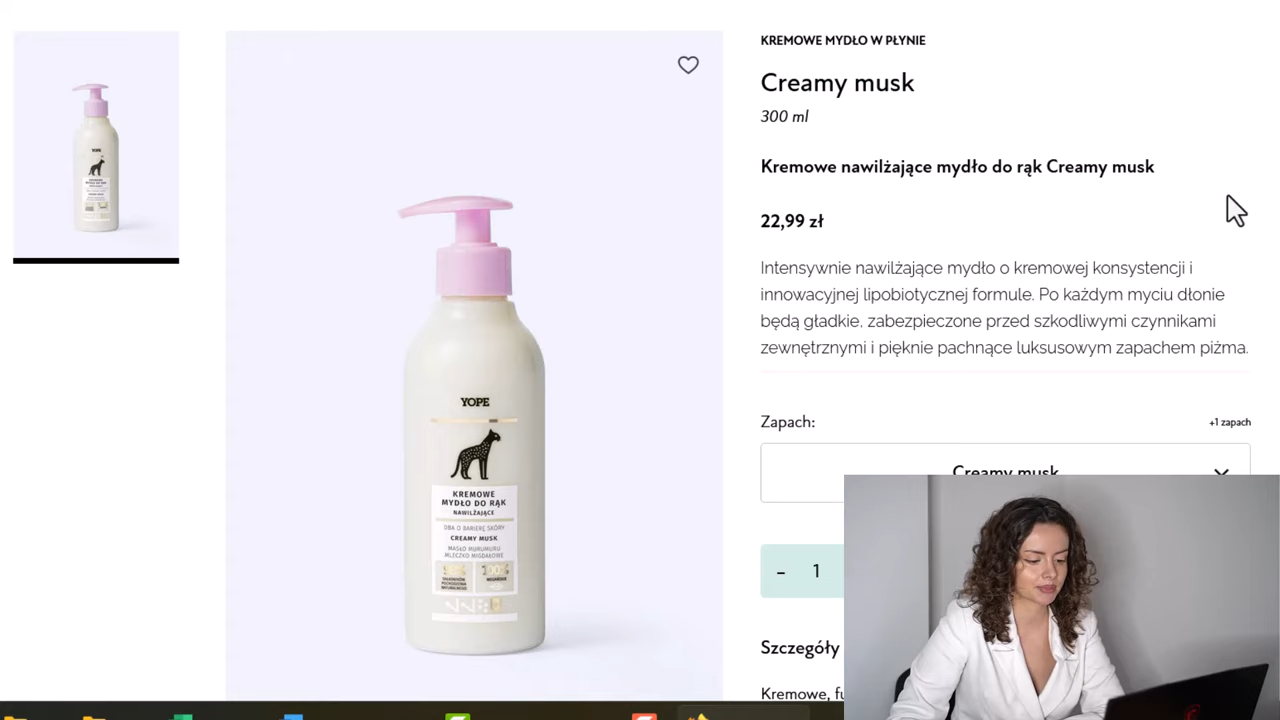 KREMOWE MYDŁO W PŁYNIE
Creamy musk
300 ml
Kremowe nawilżające mydło do rąk Creamy musk
22,99 zł
Intensywnie nawilżające mydło o kremowej konsystencji i
innowacyjnej lipobiotycznej formule. Po każdym myciu dłonie
będą gładkie, zabezpieczone przed szkodliwymi czynnikami
zewnętrznymi i pięknie pachnące luksusowym zapachem piżma.
Zapach:
+1 zapach
Creamy musk
- 1
Szczegóły
Kremowe,
YOPE
KREMOWE
MYDŁO DO RĄK
NAWILŻAJĄCE
DBA O BARIERĘ SKÓRY
CREAMY MUSK
MASŁO MURUMURU
MLECZKO MIGDAŁOWE
YOPE